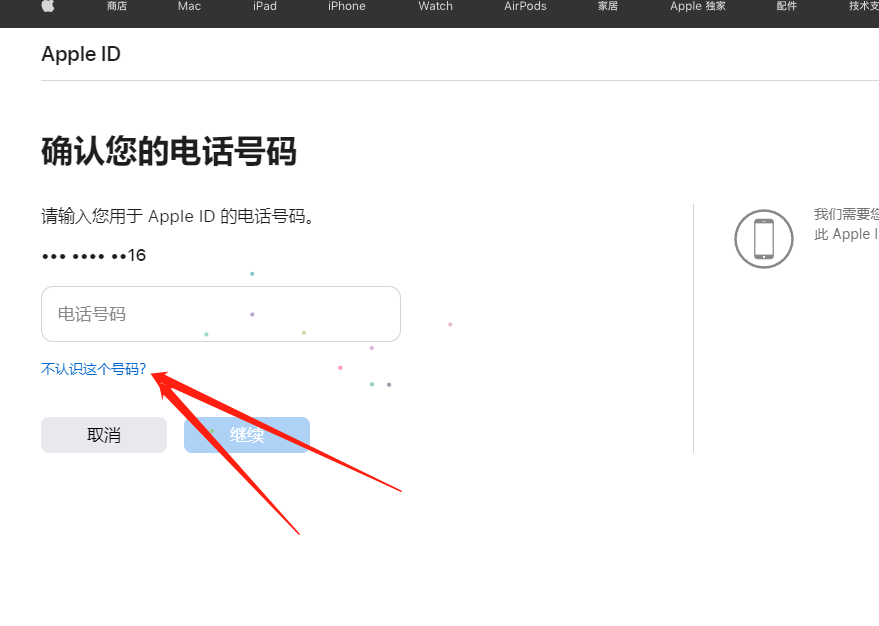 商店 Mac iPad iPhone Watch AirPods 家居 Apple 独家 配件 技术支
Apple ID
确认您的电话号码
请输入您用于 Apple ID 的电话号码。
••• •••• ••16
电话号码
不认识这个号码?
取消 继续
我们需要您
此 Apple I